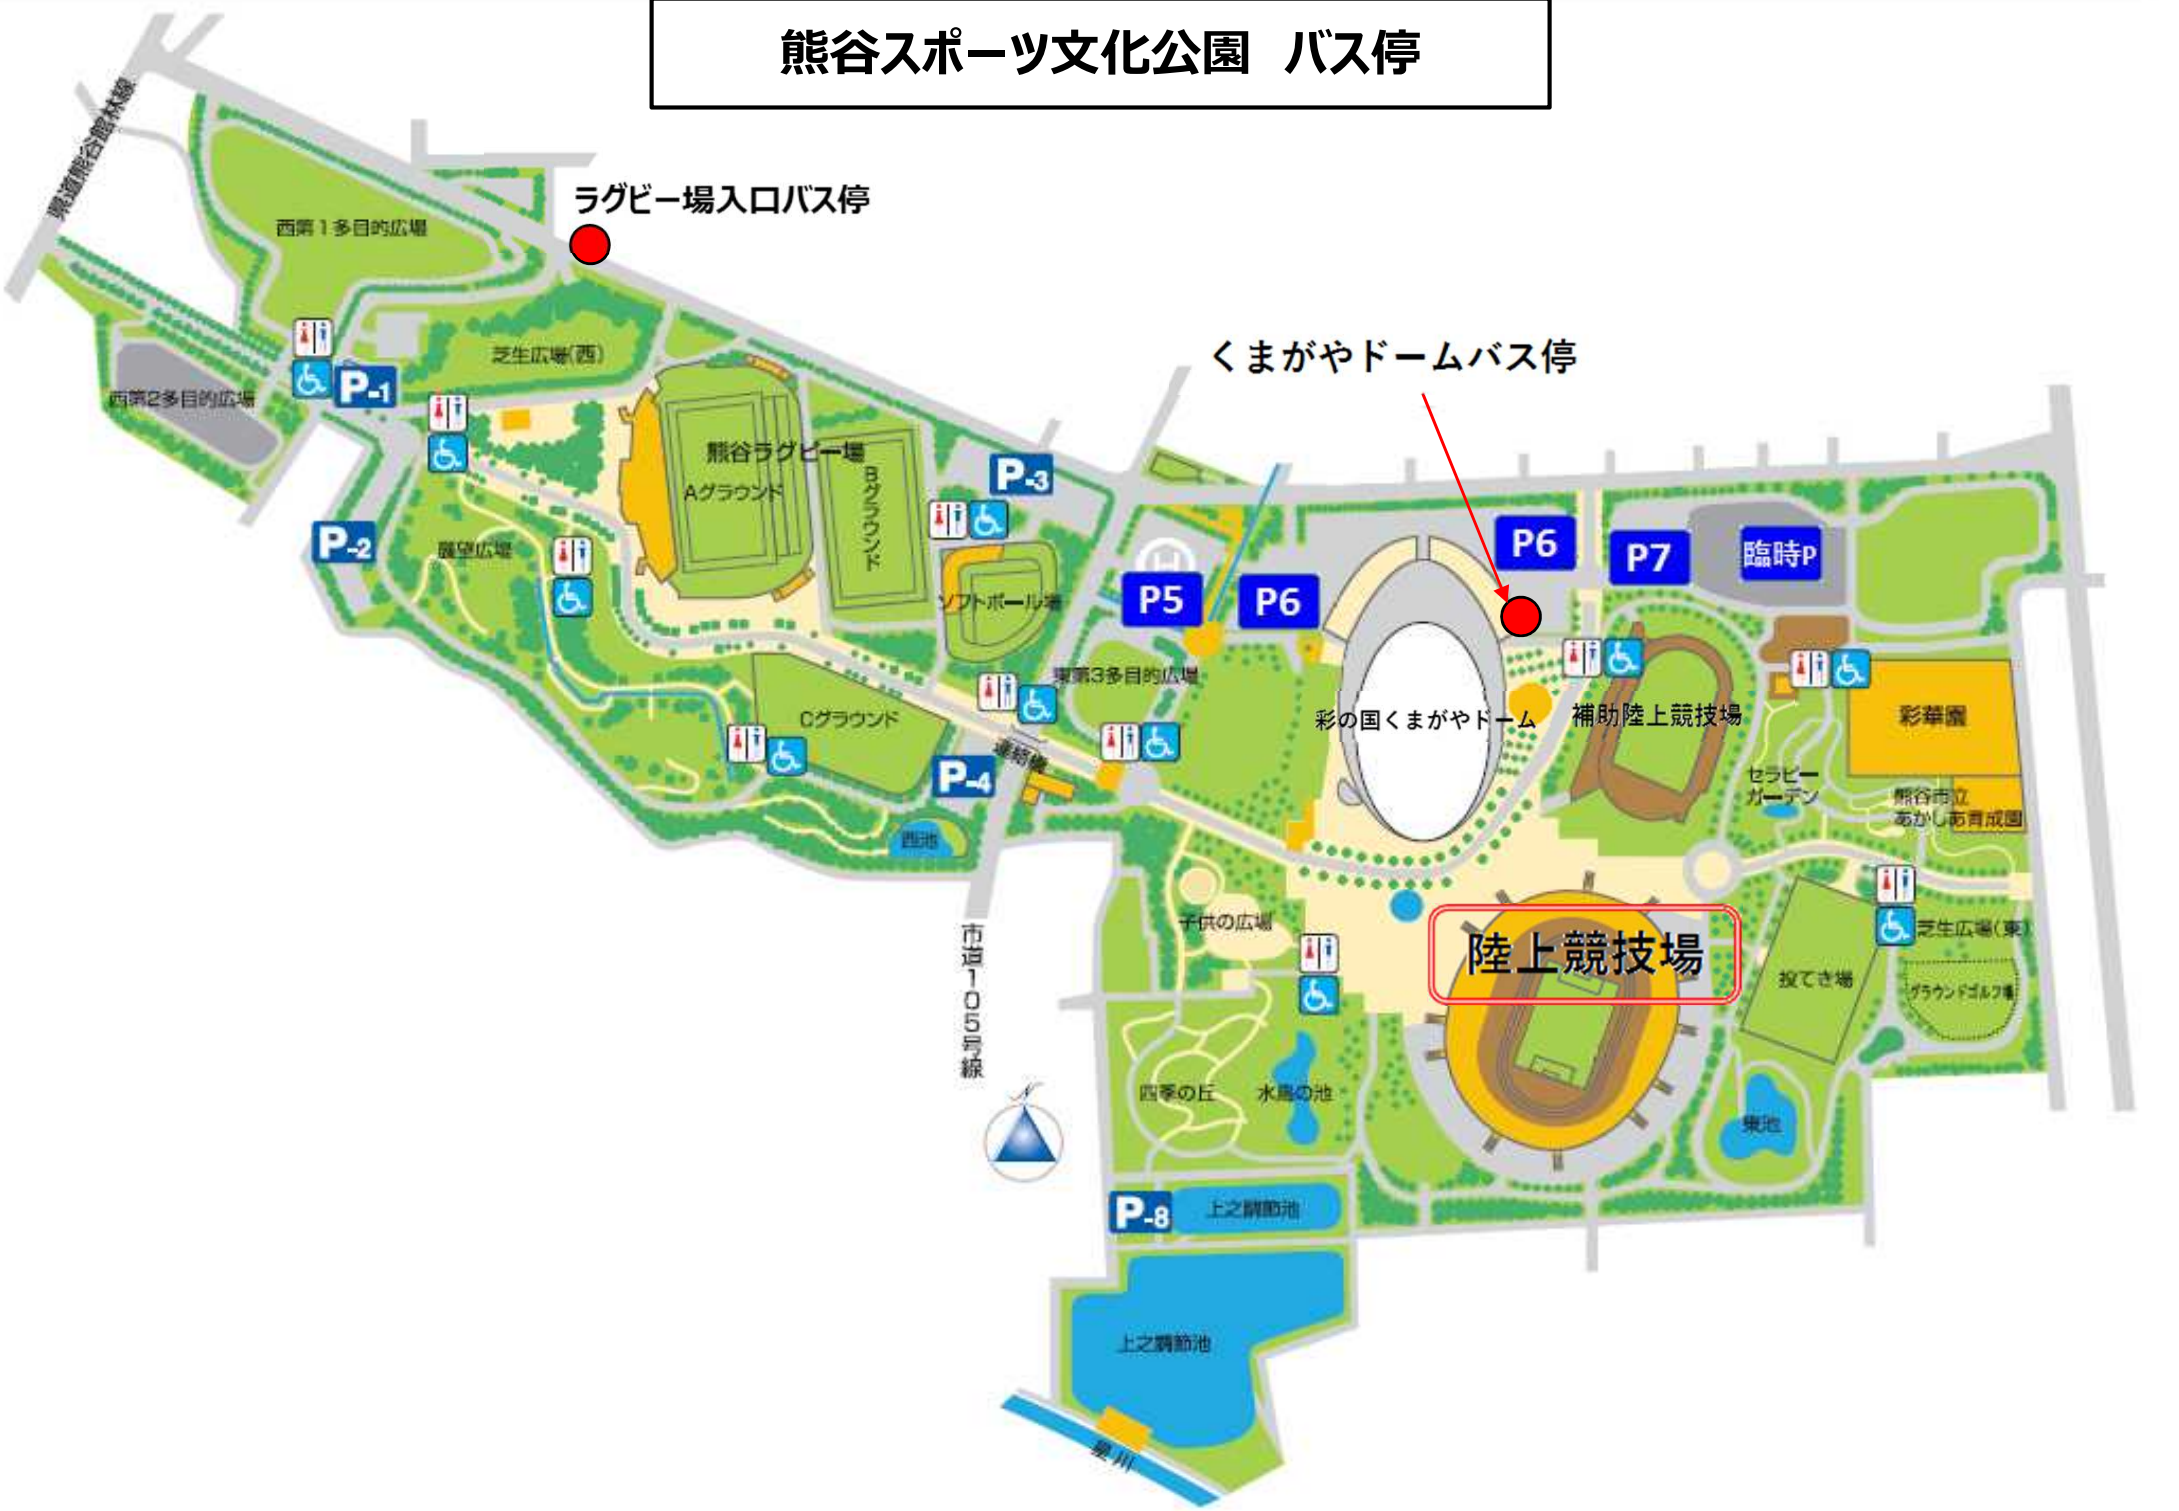 熊谷スポーツ文化公園 バス停
県道熊谷館林線
ラグビー場入口バス停
西第1多目的広場
くまがやドームバス停
芝生広場(西)
P-1
西第2多目的広場
熊谷ラグビー場
Aグラウンド
Bグラウンド
P-3
P-2
展望広場
P6
P7
臨時P
H
P5
P6
ソフトボール場
東第3多目的広場
Cグラウンド
彩の国くまがやドーム
補助陸上競技場
彩華園
連絡橋
P-4
セラピー
ガーデン
熊谷市立
あかしあ育成園
西池
子供の広場
陸上競技場
芝生広場(東)
投てき場
グラウンドゴルフ場
市道105号線
N
四季の丘
水鳥の池
東池
P-8
上之調節池
上之調節池
星川